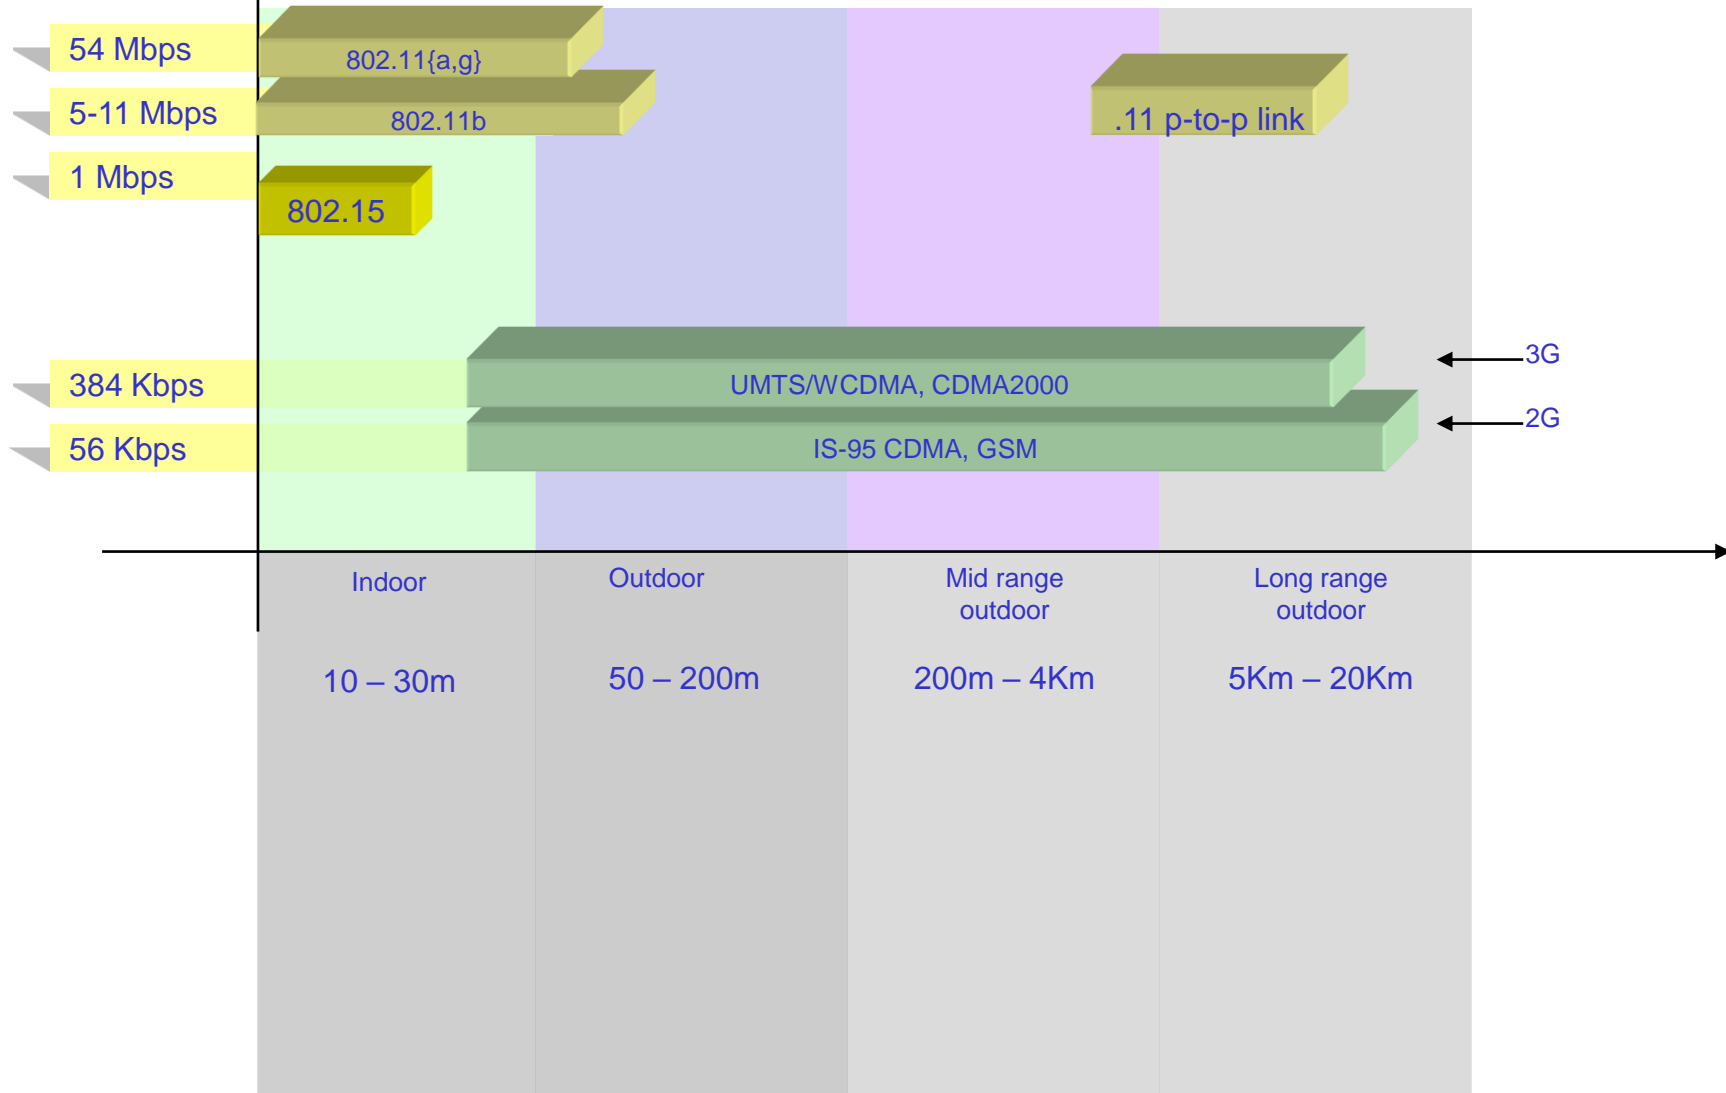 54 Mbps
802.11{a,g}
5-11 Mbps
802.11b
.11 p-to-p link
1 Mbps
802.15
3G
384 Kbps
UMTS/WCDMA, CDMA2000
2G
56 Kbps
IS-95 CDMA, GSM
Indoor
Outdoor
Mid range
outdoor
Long range
outdoor
10 – 30m
50 – 200m
200m – 4Km
5Km – 20Km